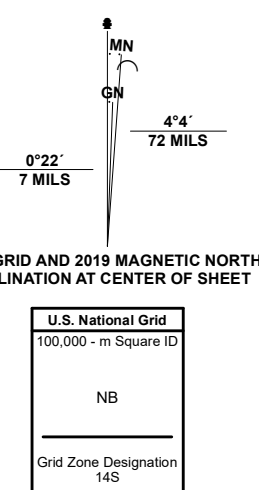 MN
GN
4°4´
72 MILS
0°22´
7 MILS
GRID AND 2019 MAGNETIC NORTH
LINATION AT CENTER OF SHEET
U.S. National Grid
100,000 - m Square ID
NB
Grid Zone Designation
14S